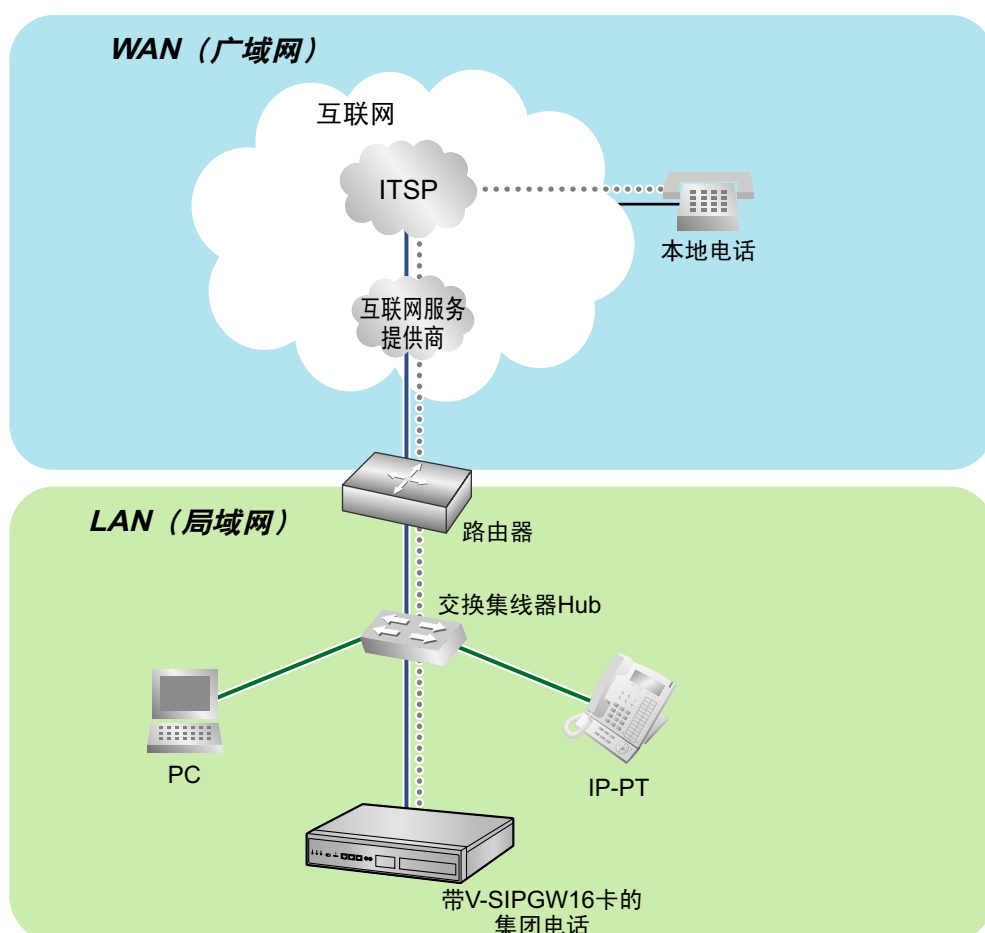 WAN（广域网）
互联网
ITSP
本地电话
互联网服务
提供商
LAN（局域网）
路由器
交换集线器Hub
PC
IP-PT
带V-SIPGW16卡的
集团电话